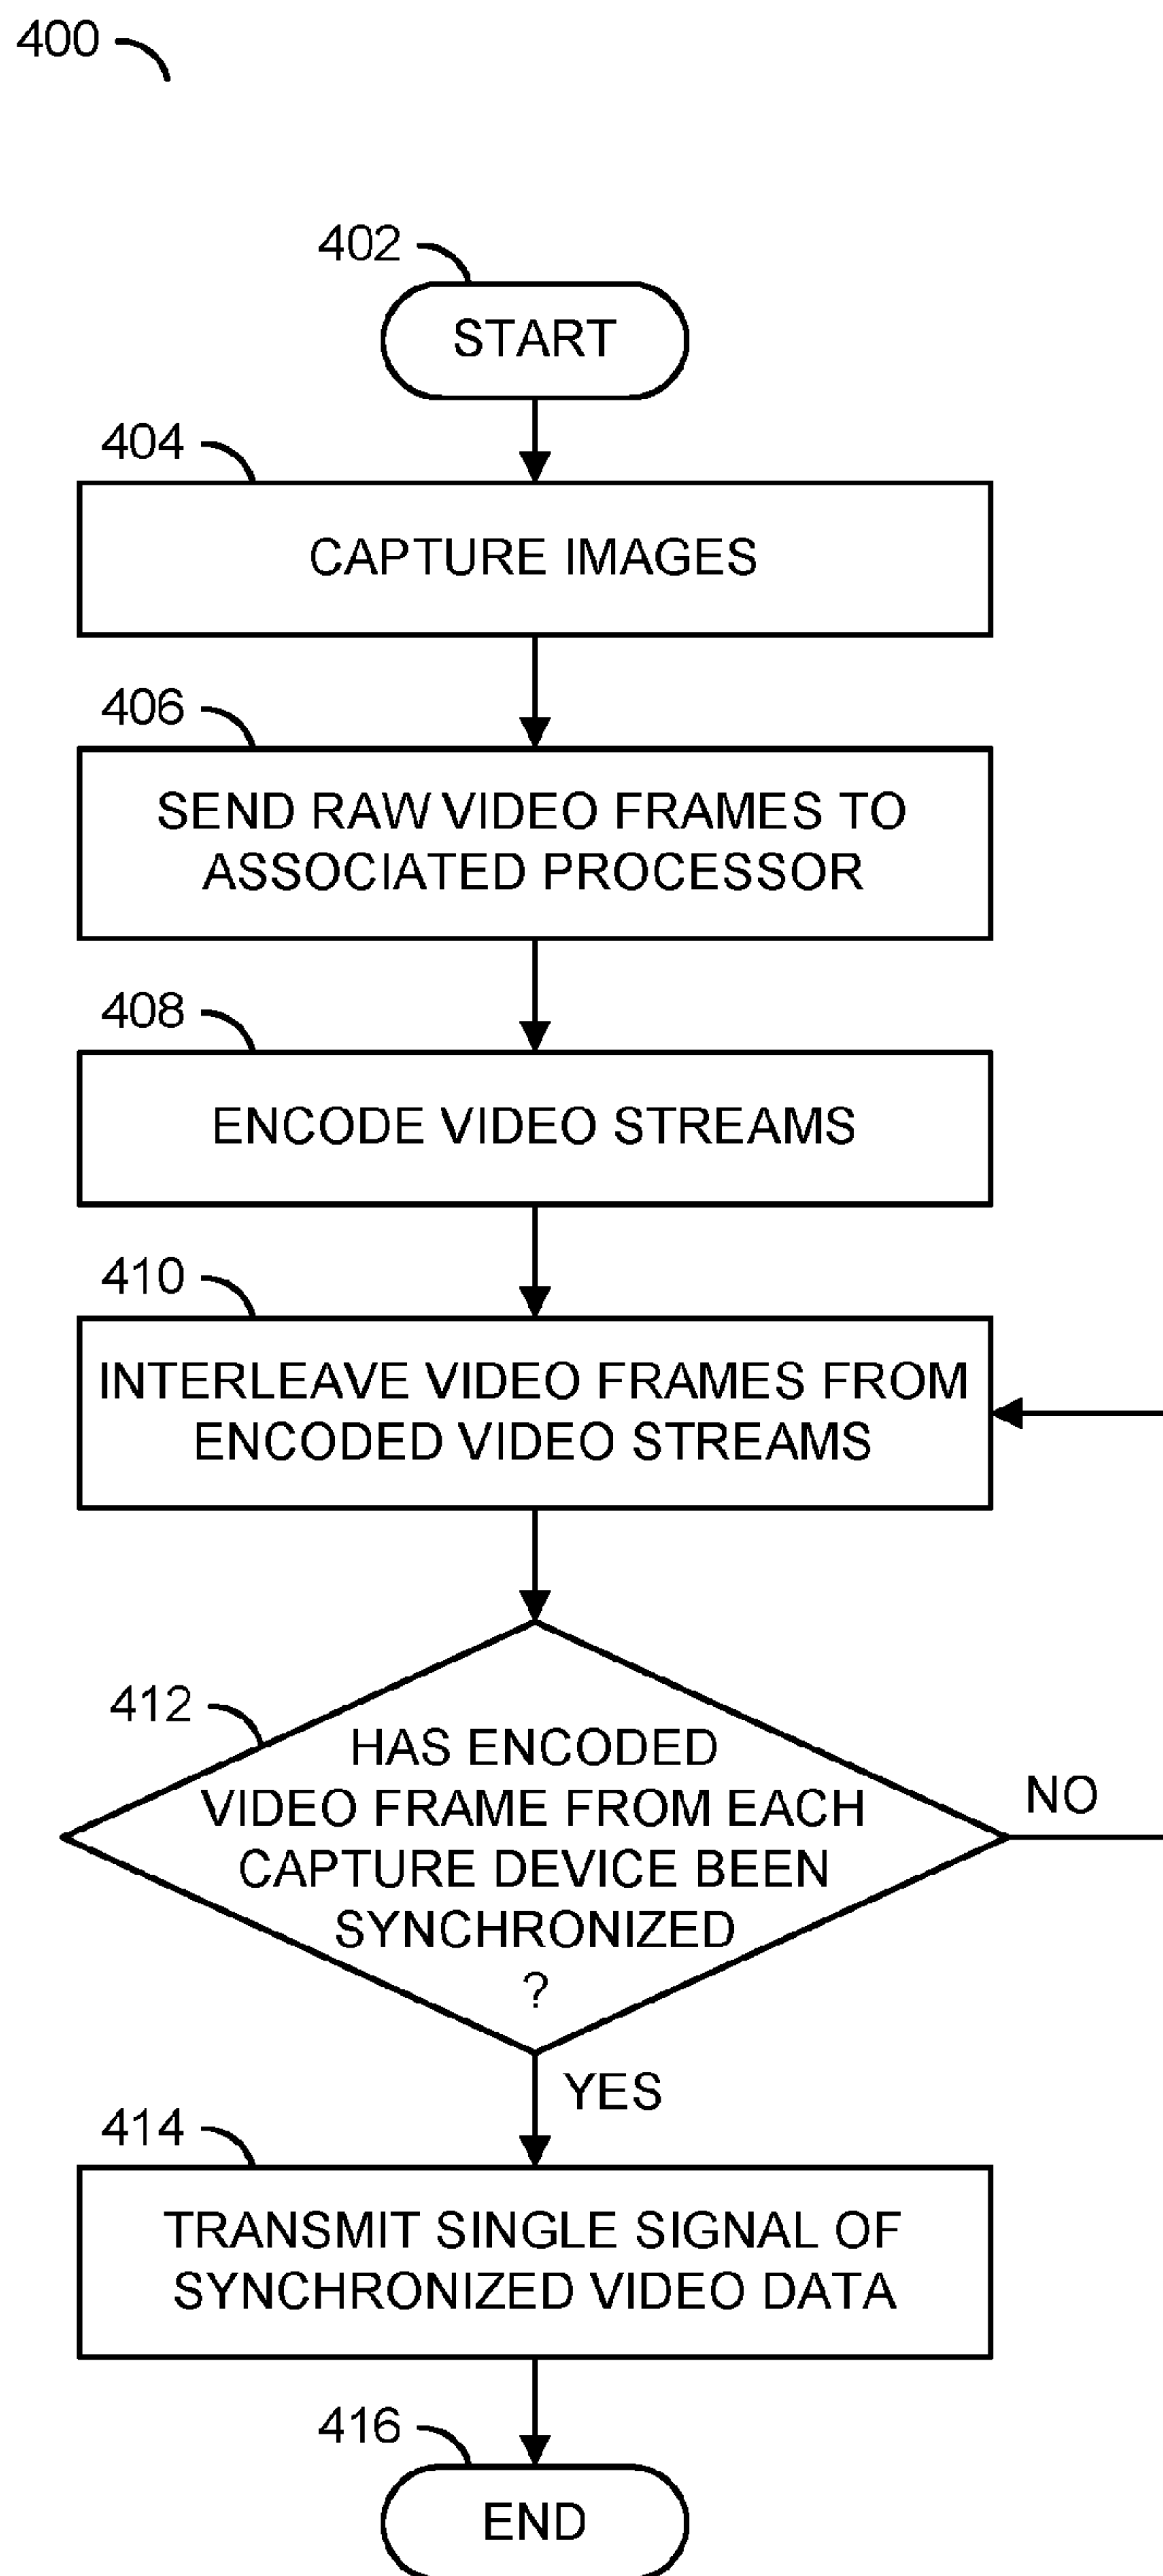 400
402
START
404
CAPTURE IMAGES
406
SEND RAW VIDEO FRAMES TO
ASSOCIATED PROCESSOR
408
ENCODE VIDEO STREAMS
410
INTERLEAVE VIDEO FRAMES FROM
ENCODED VIDEO STREAMS
412
HAS ENCODED
VIDEO FRAME FROM EACH
CAPTURE DEVICE BEEN
SYNCHRONIZED
?
NO
YES
414
TRANSMIT SINGLE SIGNAL OF
SYNCHRONIZED VIDEO DATA
416
END